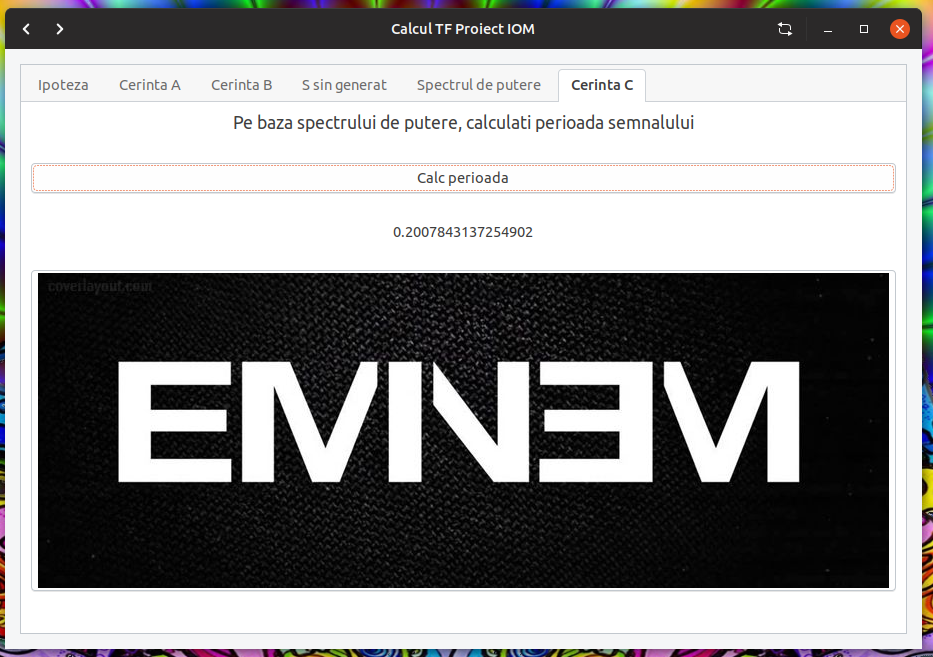 Calcul TF Proiect IOM
Ipoteza Cerinta A Cerinta B S sin generat Spectrul de putere Cerinta C
Pe baza spectrului de putere, calculati perioada semnalului
Calc perioada
0.2007843137254902
coverlayout.com
EMINEM